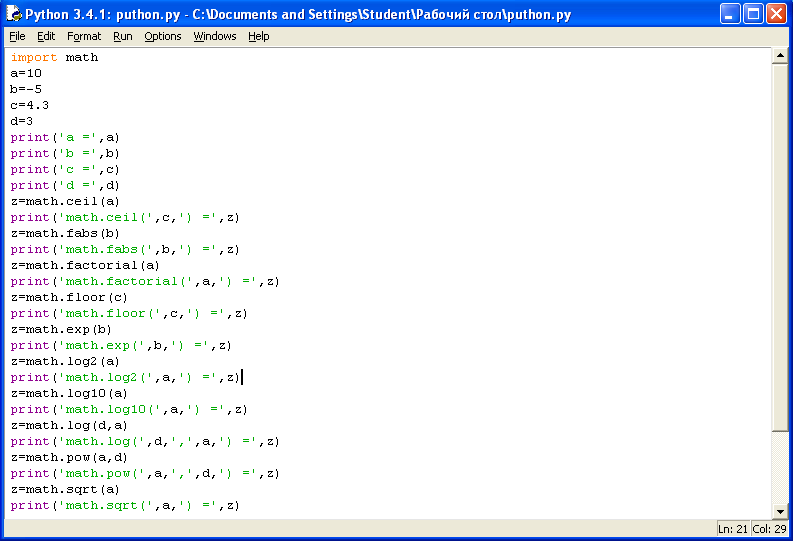 Python 3.4.1: puthon.py - C:\Documents and Settings\Student\Рабочий стол\puthon.py
File Edit Format Run Options Windows Help
import math
a=10
b=-5
c=4.3
d=3
print('a =',a)
print('b =',b)
print('c =',c)
print('d =',d)
z=math.ceil(a)
print('math.ceil(',c,') =',z)
z=math.fabs(b)
print('math.fabs(',b,') =',z)
z=math.factorial(a)
print('math.factorial(',a,') =',z)
z=math.floor(c)
print('math.floor(',c,') =',z)
z=math.exp(b)
print('math.exp(',b,') =',z)
z=math.log2(a)
print('math.log2(',a,') =',z)
z=math.log10(a)
print('math.log10(',a,') =',z)
z=math.log(d,a)
print('math.log(',d,',',a,') =',z)
z=math.pow(a,d)
print('math.pow(',a,',',d,') =',z)
z=math.sqrt(a)
print('math.sqrt(',a,') =',z)
Ln: 21 Col: 29